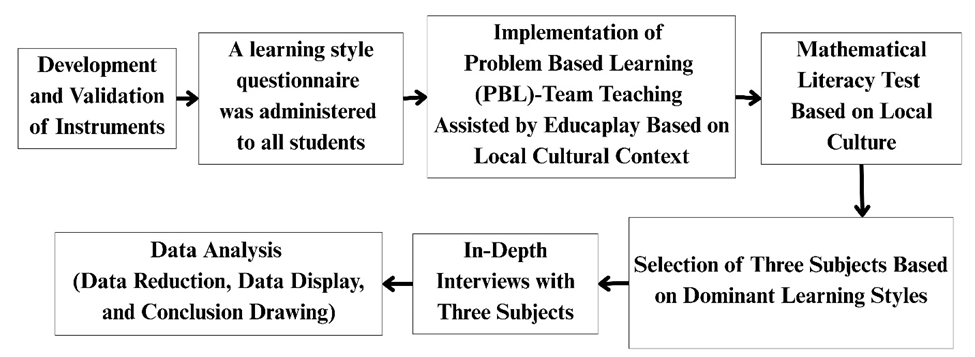 Development
and Validation
of Instruments
A learning style
questionnaire
was administered
to all students
Implementation of
Problem Based Learning
(PBL)-Team Teaching
Assisted by Educaplay Based on
Local Cultural Context
Mathematical
Literacy Test
Based on Local
Culture
Selection of Three Subjects Based
on Dominant Learning Styles
In-Depth
Interviews with
Three Subjects
Data Analysis
(Data Reduction, Data Display,
and Conclusion Drawing)